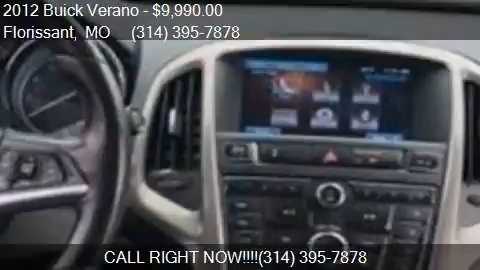 2012 Buick Verano - $9,990.00
Florissant, MO (314) 395-7878
CALL RIGHT NOW!!!!(314) 395-7878